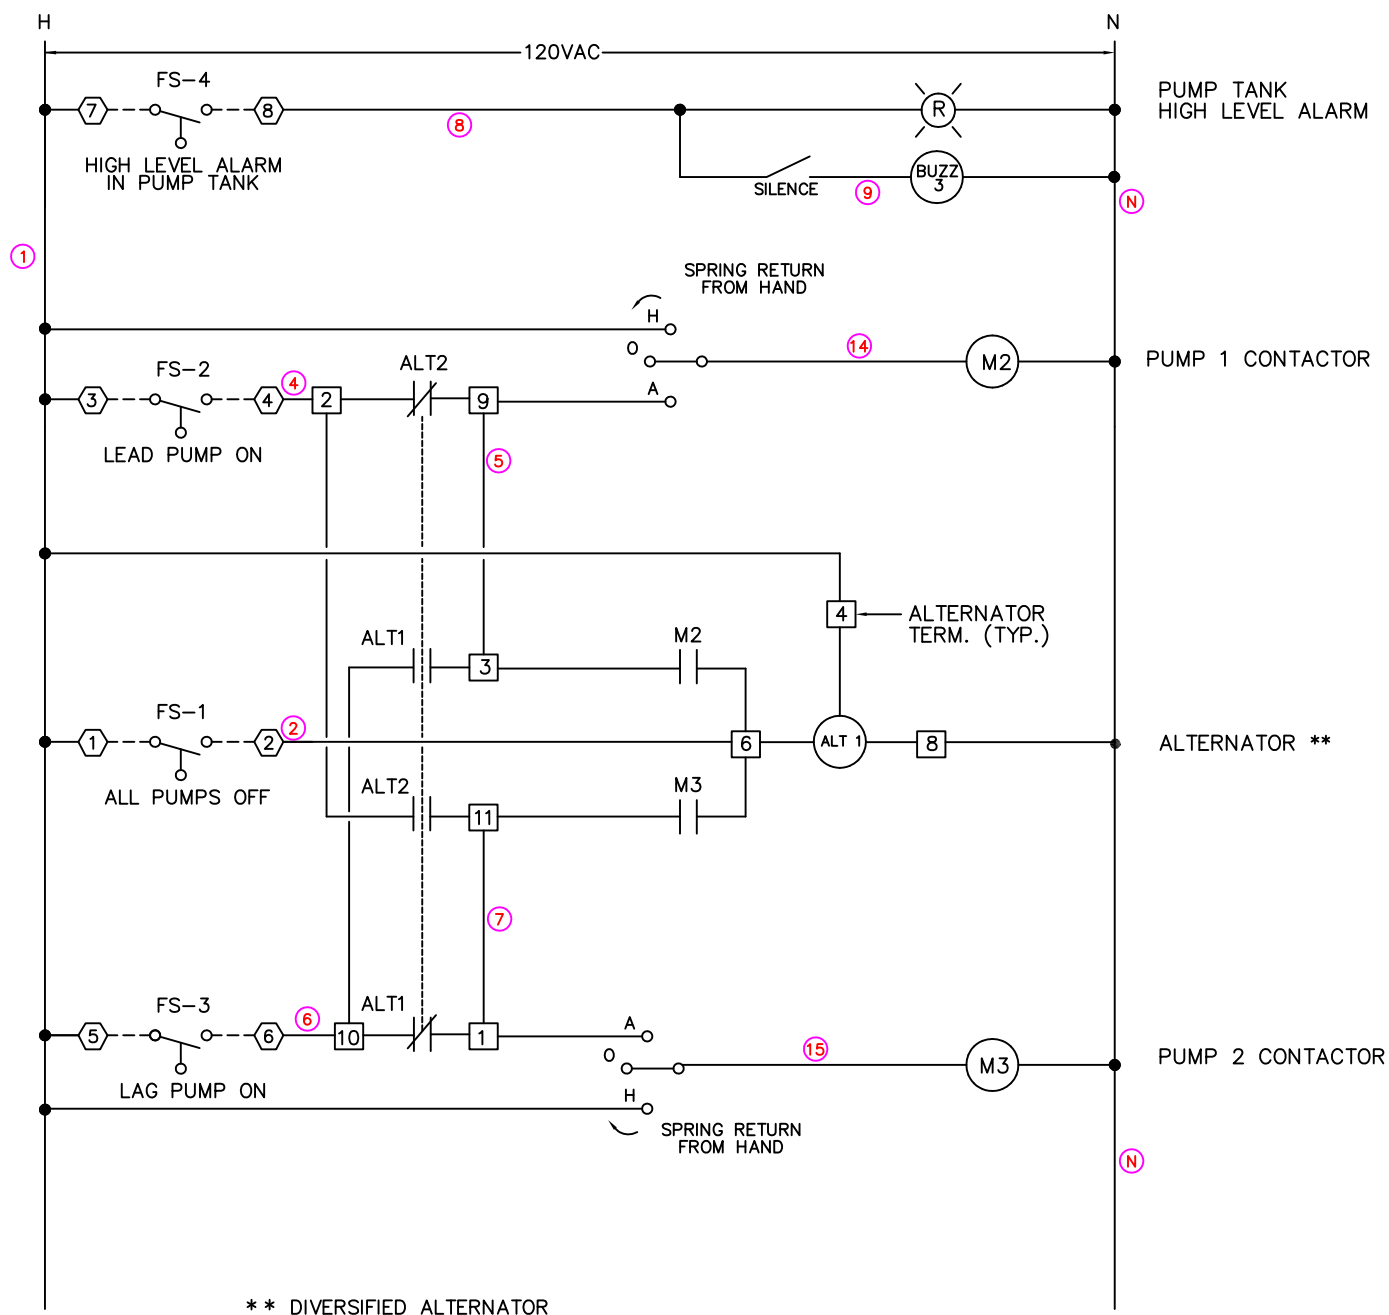 H
N
120VAC
FS-4
7
8
8
R
PUMP TANK
HIGH LEVEL ALARM
HIGH LEVEL ALARM
IN PUMP TANK
SILENCE
9
BUZZ
3
N
1
SPRING RETURN
FROM HAND
H
O
14
M2
PUMP 1 CONTACTOR
FS-2
3
4
4
2
ALT2
9
A
LEAD PUMP ON
5
4
ALTERNATOR
TERM. (TYP.)
ALT1
3
M2
FS-1
1
2
2
6
ALT 1
8
ALTERNATOR **
ALL PUMPS OFF
ALT2
11
M3
7
FS-3
5
6
6
10
ALT1
1
A
O
15
M3
PUMP 2 CONTACTOR
LAG PUMP ON
H
SPRING RETURN
FROM HAND
N
** DIVERSIFIED ALTERNATOR